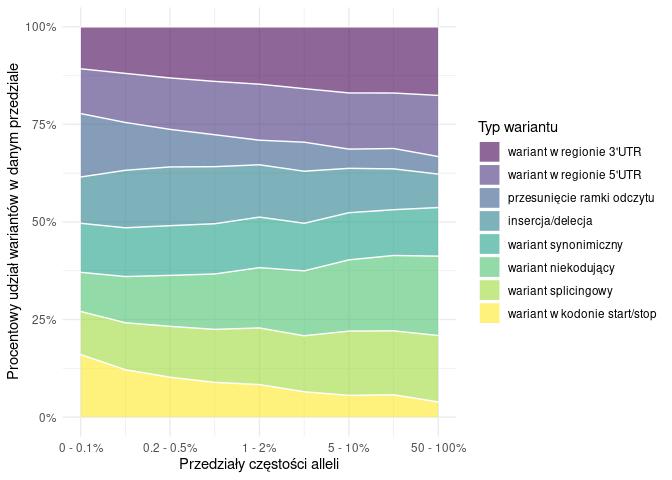 100%
75%
50%
25%
0%
Procentowy udział wariantów w danym przedziale
0 - 0.1%
0.2 - 0.5%
1 - 2%
5 - 10%
50 - 100%
Przedziały częstości alleli
Typ wariantu
wariant w regionie 3'UTR
wariant w regionie 5'UTR
przesunięcie ramki odczytu
insercja/delecja
wariant synonimiczny
wariant niekodujący
wariant splicingowy
wariant w kodonie start/stop